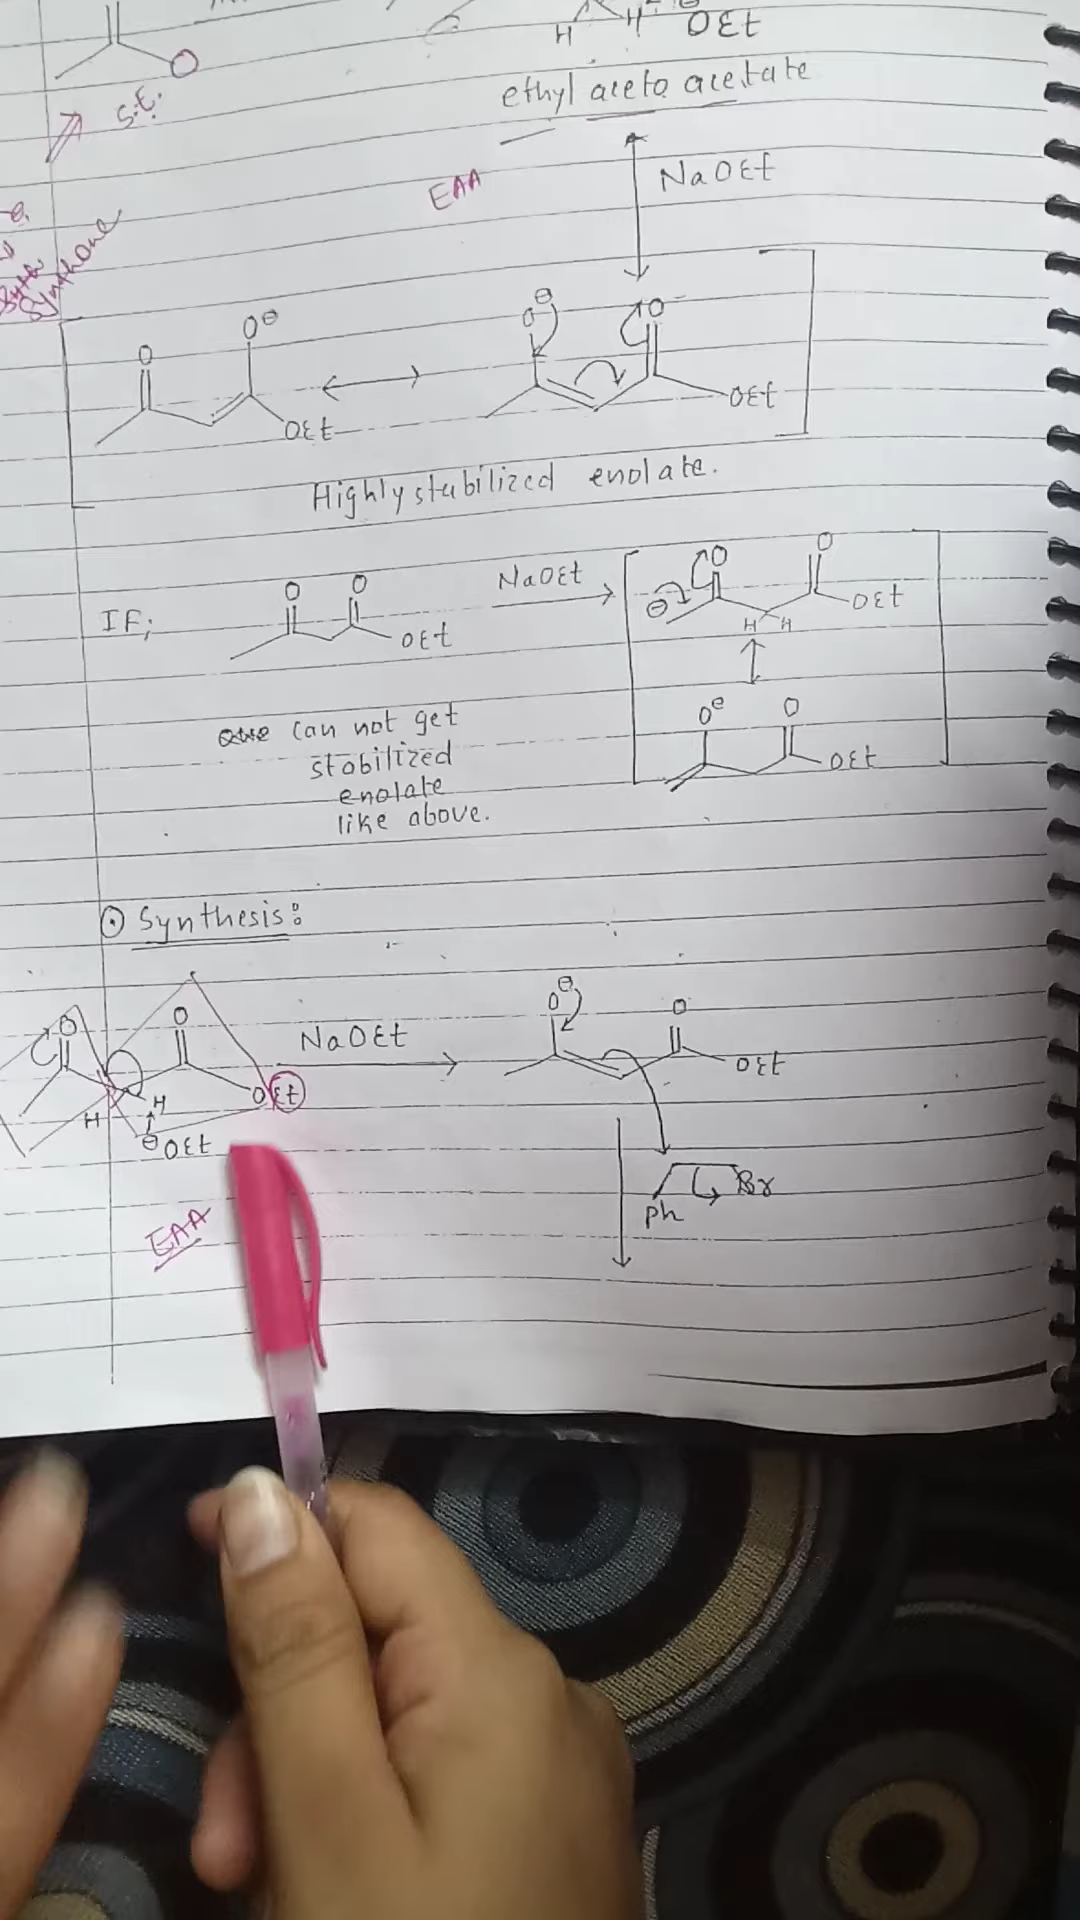 H H OEt
ethyl aceto acetate
S.E.
NaOEt
EAA
Synthone
O⊖ O⊖ O
O
OEt OEt
Highly stabilized enolate.
O O NaOEt O O
IF; OEt ⊖ OEt
H H
can not get O⊖ O
stabilized OEt
enolate
like above.
⊙ Synthesis:
O O NaOEt O⊖ O
OEt OEt
H H
⊖OEt
Ph Br
EAA